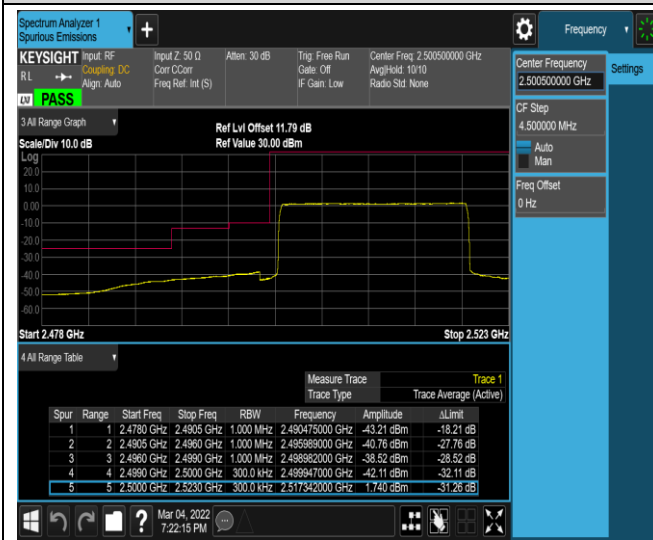 Spectrum Analyzer 1
Spurious Emissions
+
Frequency
KEYSIGHT
RL
Input: RF
Coupling: DC
Align: Auto
Input Z: 50 Ω
Corr CCorr
Freq Ref: Int (S)
Atten: 30 dB
Trig: Free Run
Gate: Off
IF Gain: Low
Center Freq: 2.500500000 GHz
Avg|Hold: 10/10
Radio Std: None
LXI
PASS
Center Frequency
2.500500000 GHz
Settings
CF Step
4.500000 MHz
Auto
Man
Freq Offset
0 Hz
3 All Range Graph
Scale/Div 10.0 dB
Ref Lvl Offset 11.79 dB
Ref Value 30.00 dBm
Log
20.0
10.0
0.00
-10.0
-20.0
-30.0
-40.0
-50.0
-60.0
Start 2.478 GHz
Stop 2.523 GHz
4 All Range Table
Measure Trace Trace 1
Trace Type Trace Average (Active)
Spur Range Start Freq Stop Freq RBW Frequency Amplitude ΔLimit
1 1 2.4780 GHz 2.4905 GHz 1.000 MHz 2.490475000 GHz -43.21 dBm -18.21 dB
2 2 2.4905 GHz 2.4960 GHz 1.000 MHz 2.495989000 GHz -40.76 dBm -27.76 dB
3 3 2.4960 GHz 2.4990 GHz 1.000 MHz 2.498982000 GHz -38.52 dBm -28.52 dB
4 4 2.4990 GHz 2.5000 GHz 300.0 kHz 2.499947000 GHz -42.11 dBm -32.11 dB
5 5 2.5000 GHz 2.5230 GHz 300.0 kHz 2.517342000 GHz 1.740 dBm -31.26 dB
?
Mar 04, 2022
7:22:15 PM